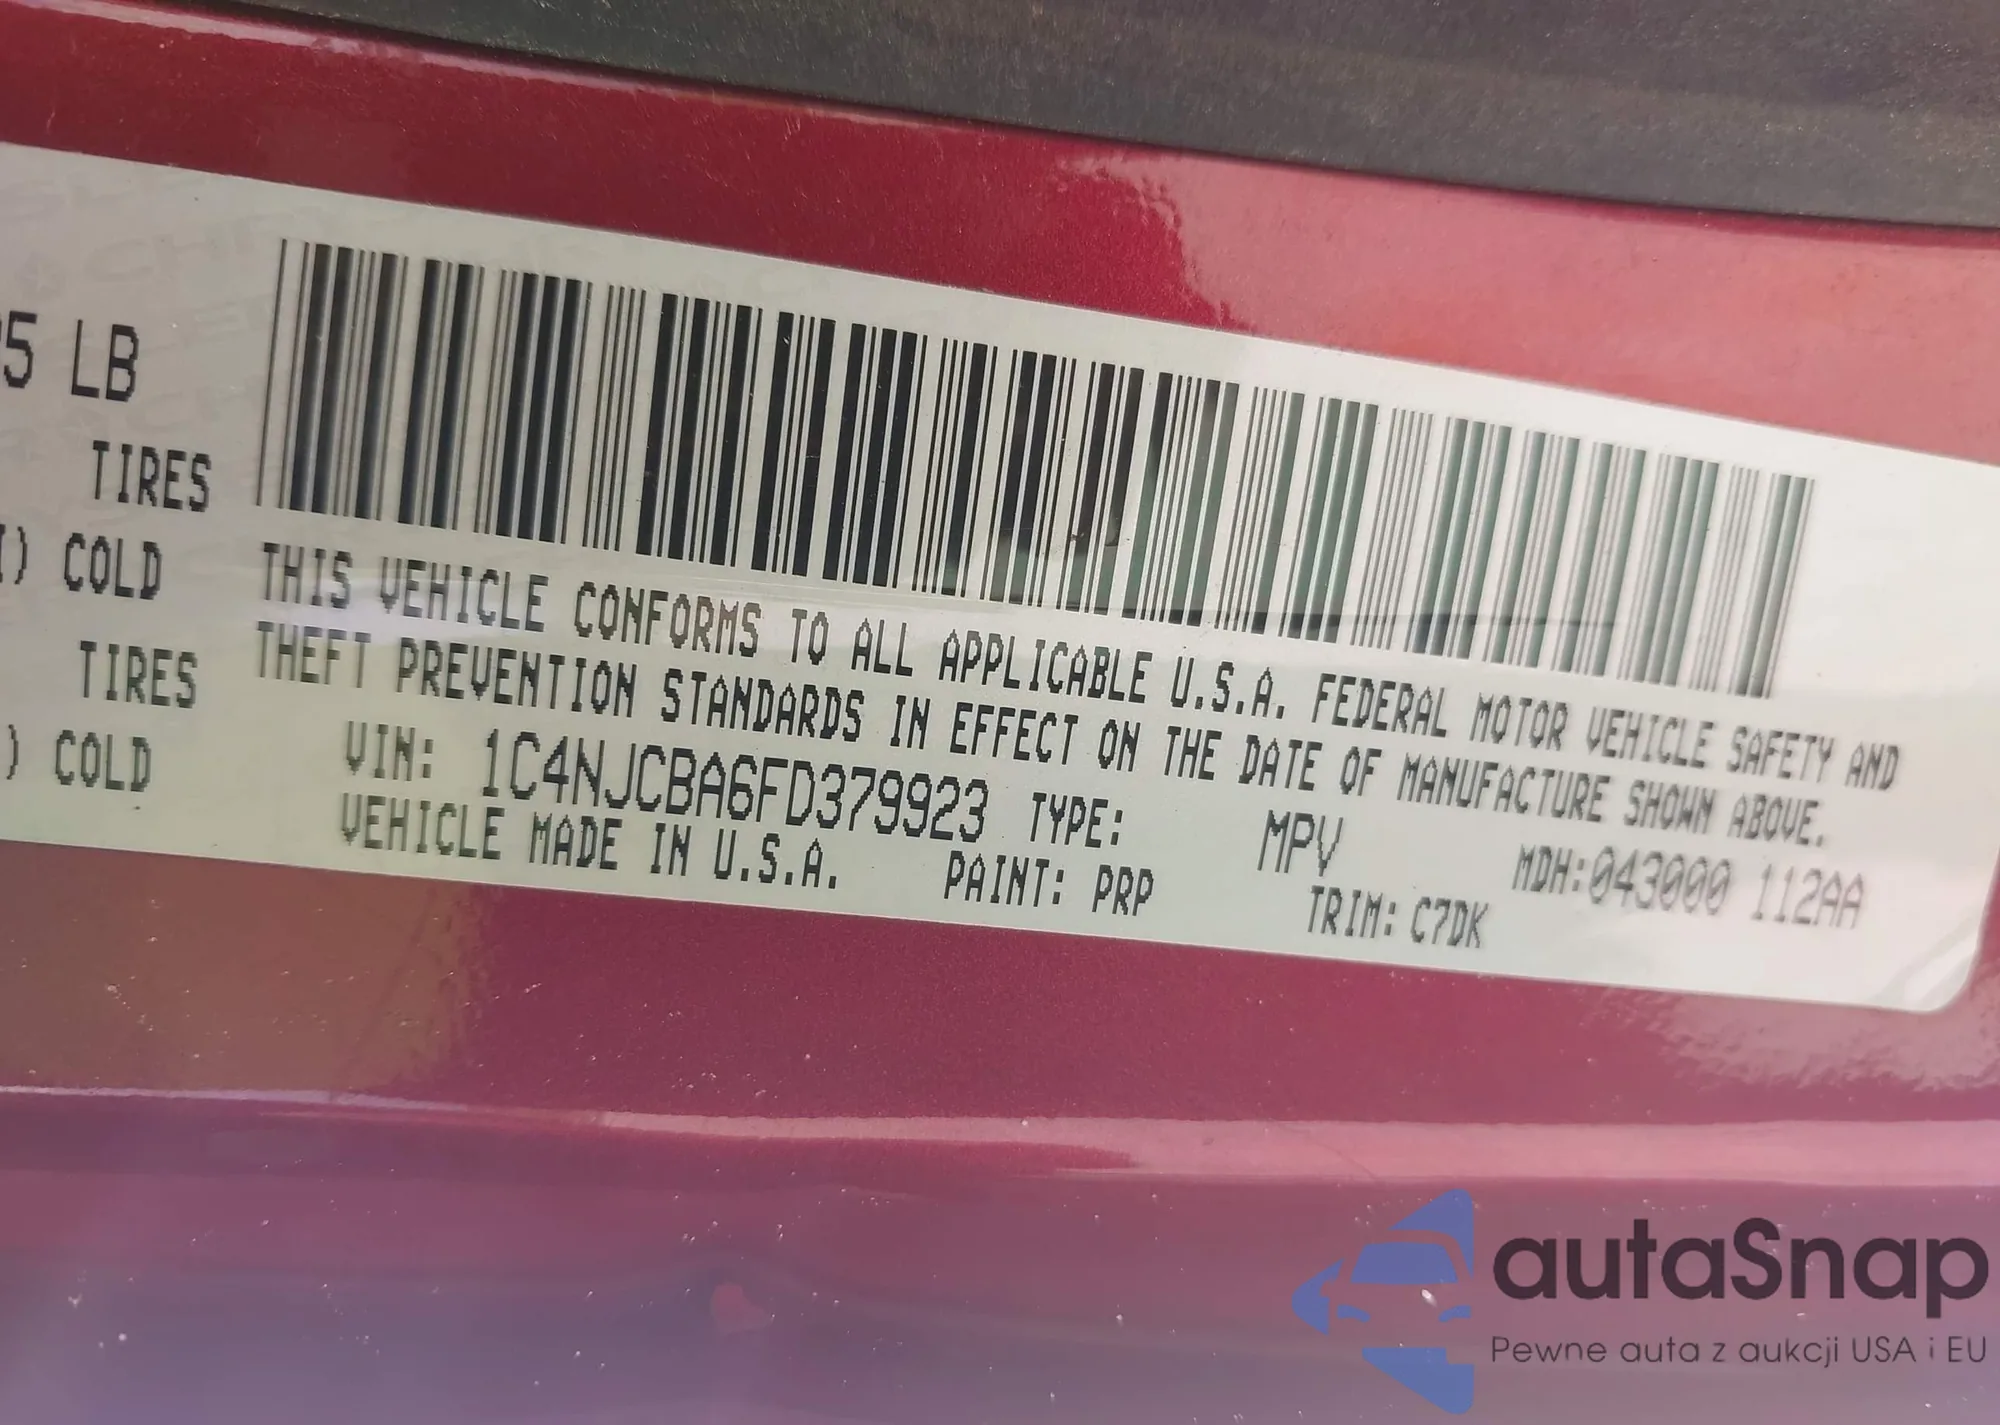 5 LB
TIRES
) COLD
TIRES
) COLD
THIS VEHICLE CONFORMS TO ALL APPLICABLE U.S.A. FEDERAL MOTOR VEHICLE SAFETY AND
THEFT PREVENTION STANDARDS IN EFFECT ON THE DATE OF MANUFACTURE SHOWN ABOVE.
VIN: 1C4NJCBA6FD379923 TYPE: MPV MDH:043000 112AA
VEHICLE MADE IN U.S.A. PAINT: PRP TRIM: C7DK
autaSnap
Pewne auta z aukcji USA i EU